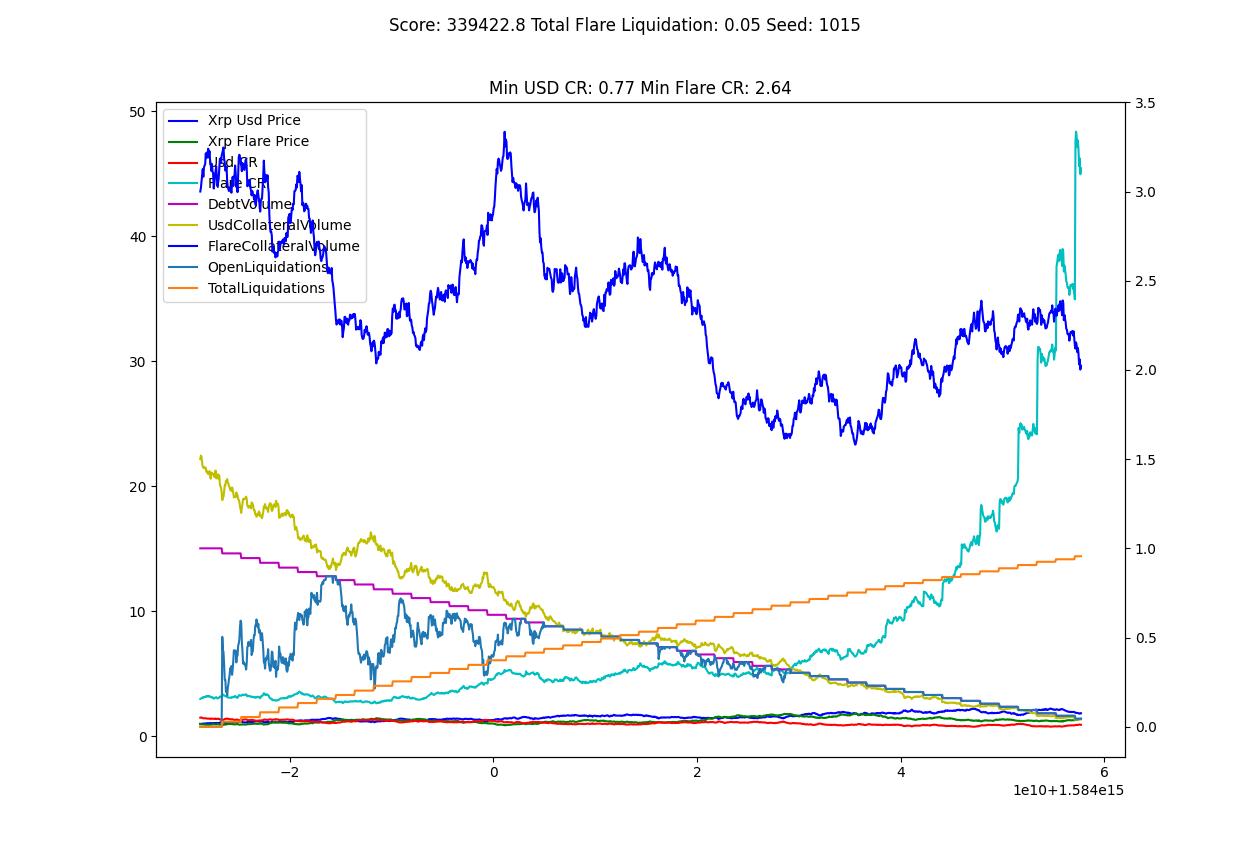 Score: 339422.8 Total Flare Liquidation: 0.05 Seed: 1015
Min USD CR: 0.77 Min Flare CR: 2.64
50
40
30
20
10
0
Xrp Usd Price
Xrp Flare Price
Usd CR
Flare CR
DebtVolume
UsdCollateralVolume
FlareCollateralVolume
OpenLiquidations
TotalLiquidations
3.5
3.0
2.5
2.0
1.5
1.0
0.5
0.0
−2 0 2 4 6
1e10+1.584e15